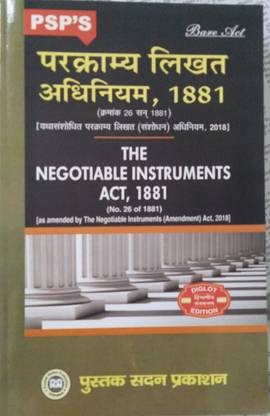 PSP'S
Bare Act
परक्राम्य लिखत
अधिनियम, 1881
(क्रमांक 26 सन् 1881)
[यथासंशोधित परक्राम्य लिखत (संशोधन) अधिनियम, 2018]
THE
NEGOTIABLE INSTRUMENTS
ACT, 1881
(No. 26 of 1881)
[as amended by The Negotiable Instruments (Amendment) Act, 2018]
DIGLOT
द्विभाषीय
संस्करण
EDITION
पुस्तक सदन प्रकाशन